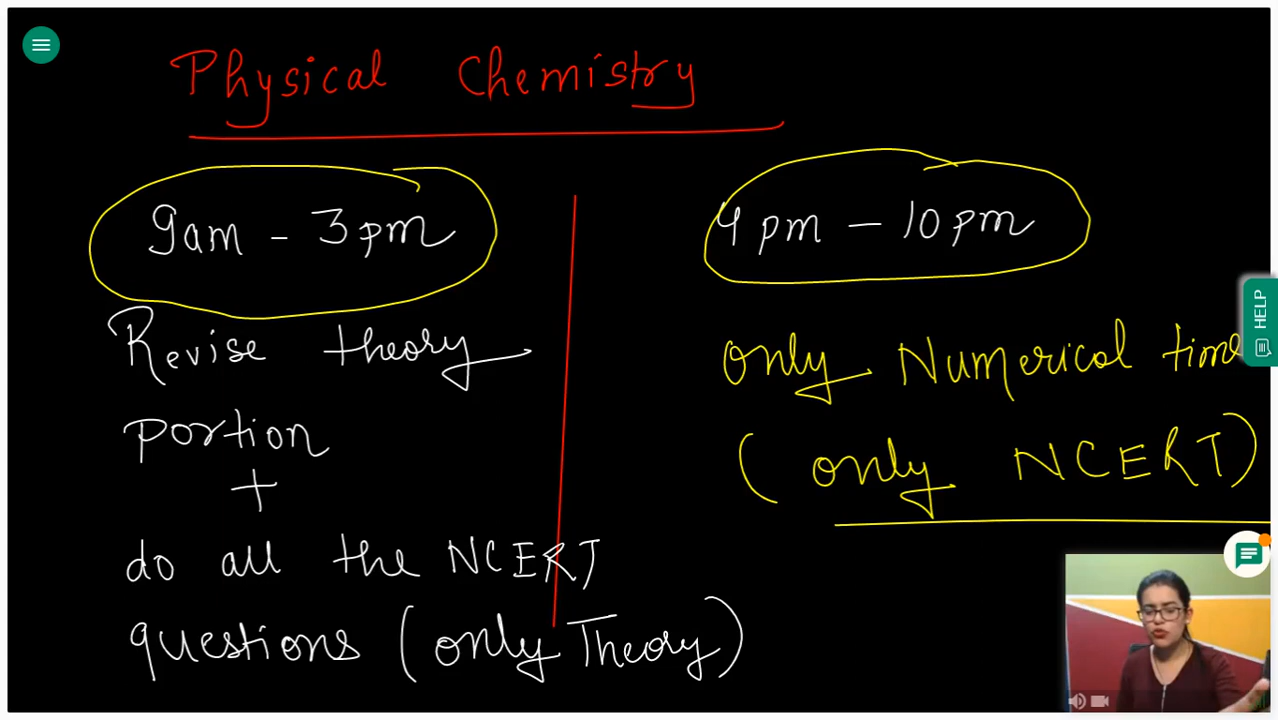 Physical Chemistry
9am - 3pm
Revise theory
portion
+
do all the NCERT
questions (only Theory)
4pm - 10pm
only Numerical time
(only NCERT)
HELP